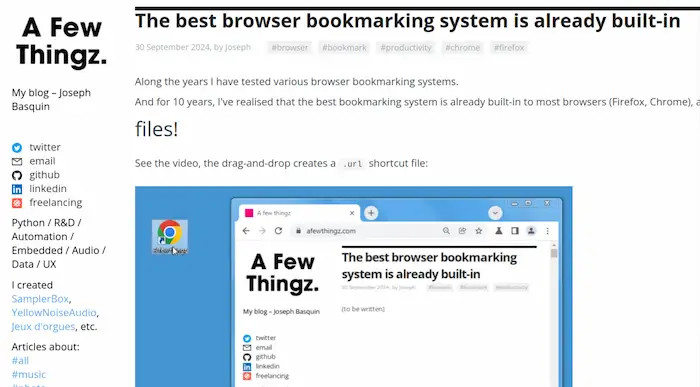 A Few
Thingz.
My blog – Joseph
Basquin
twitter
email
github
linkedin
freelancing
Python / R&D /
Automation /
Embedded / Audio /
Data / UX
I created
SamplerBox,
YellowNoiseAudio,
Jeux d'orgues, etc.
Articles about:
#all
#music
The best browser bookmarking system is already built-in
30 September 2024, by Joseph #browser #bookmark #productivity #chrome #firefox
Along the years I have tested various browser bookmarking systems.
And for 10 years, I've realised that the best bookmarking system is already built-in to most browsers (Firefox, Chrome), a
files!
See the video, the drag-and-drop creates a .url shortcut file:
A few thingz
afewthingz.com
A Few
Thingz.
My blog – Joseph Basquin
twitter
email
github
linkedin
freelancing
The best browser bookmarking
system is already built-in
30 September 2024, by Joseph #browser #bookmark #productivity
(to be written)